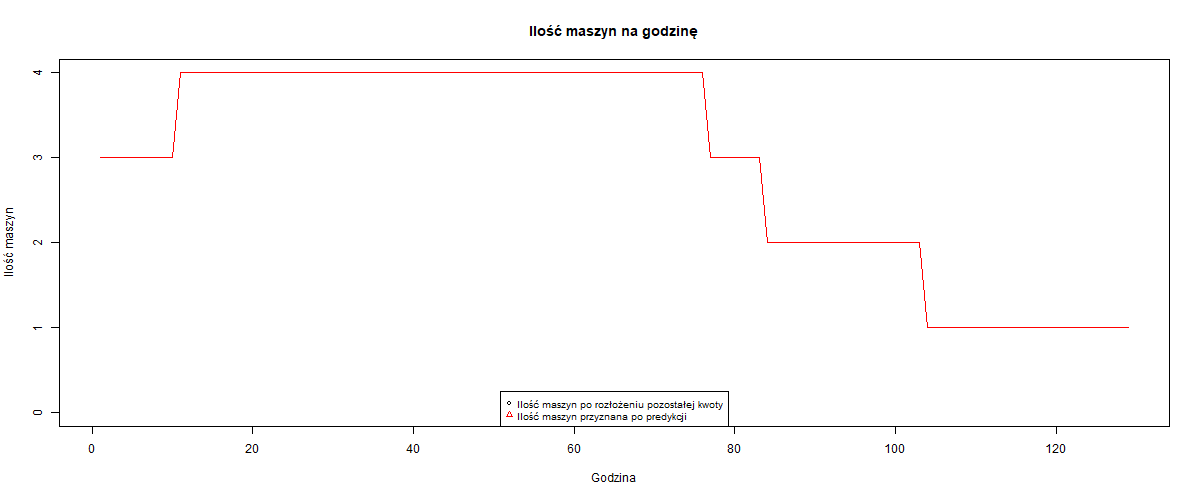 Ilość maszyn na godzinę
Ilość maszyn
4
3
2
1
0
Ilość maszyn po rozłożeniu pozostałej kwoty
Ilość maszyn przyznana po predykcji
0 20 40 60 80 100 120
Godzina